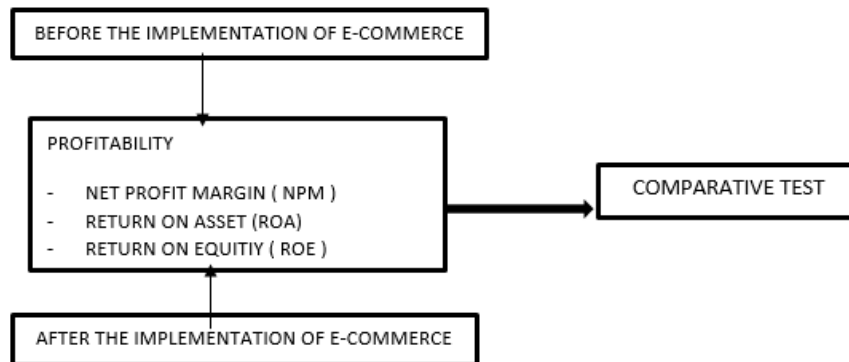 BEFORE THE IMPLEMENTATION OF E-COMMERCE
PROFITABILITY
- NET PROFIT MARGIN ( NPM )
- RETURN ON ASSET (ROA)
- RETURN ON EQUITIY ( ROE )
COMPARATIVE TEST
AFTER THE IMPLEMENTATION OF E-COMMERCE